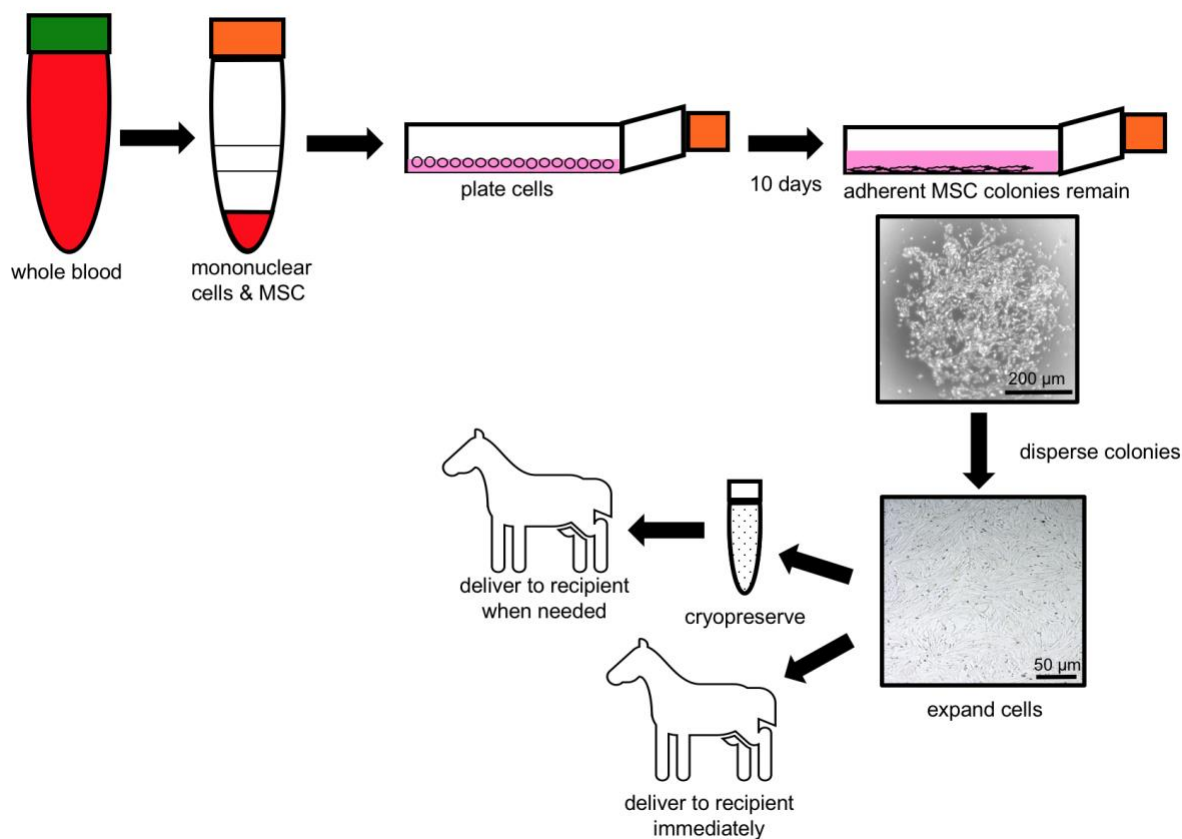 whole blood
mononuclear
cells & MSC
plate cells
10 days
adherent MSC colonies remain
200 µm
disperse colonies
50 µm
expand cells
cryopreserve
deliver to recipient
when needed
deliver to recipient
immediately